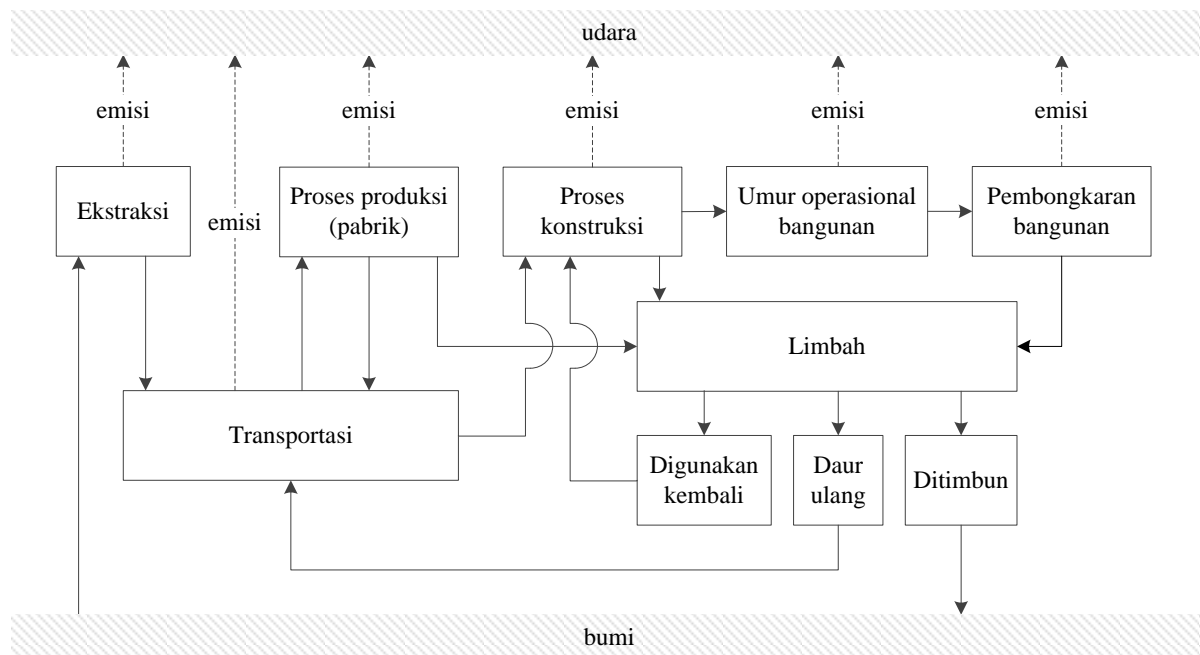 udara
emisi
emisi
emisi
emisi
emisi
Ekstraksi
emisi
Proses produksi
(pabrik)
Proses
konstruksi
Umur operasional
bangunan
Pembongkaran
bangunan
Limbah
Transportasi
Digunakan
kembali
Daur
ulang
Ditimbun
bumi